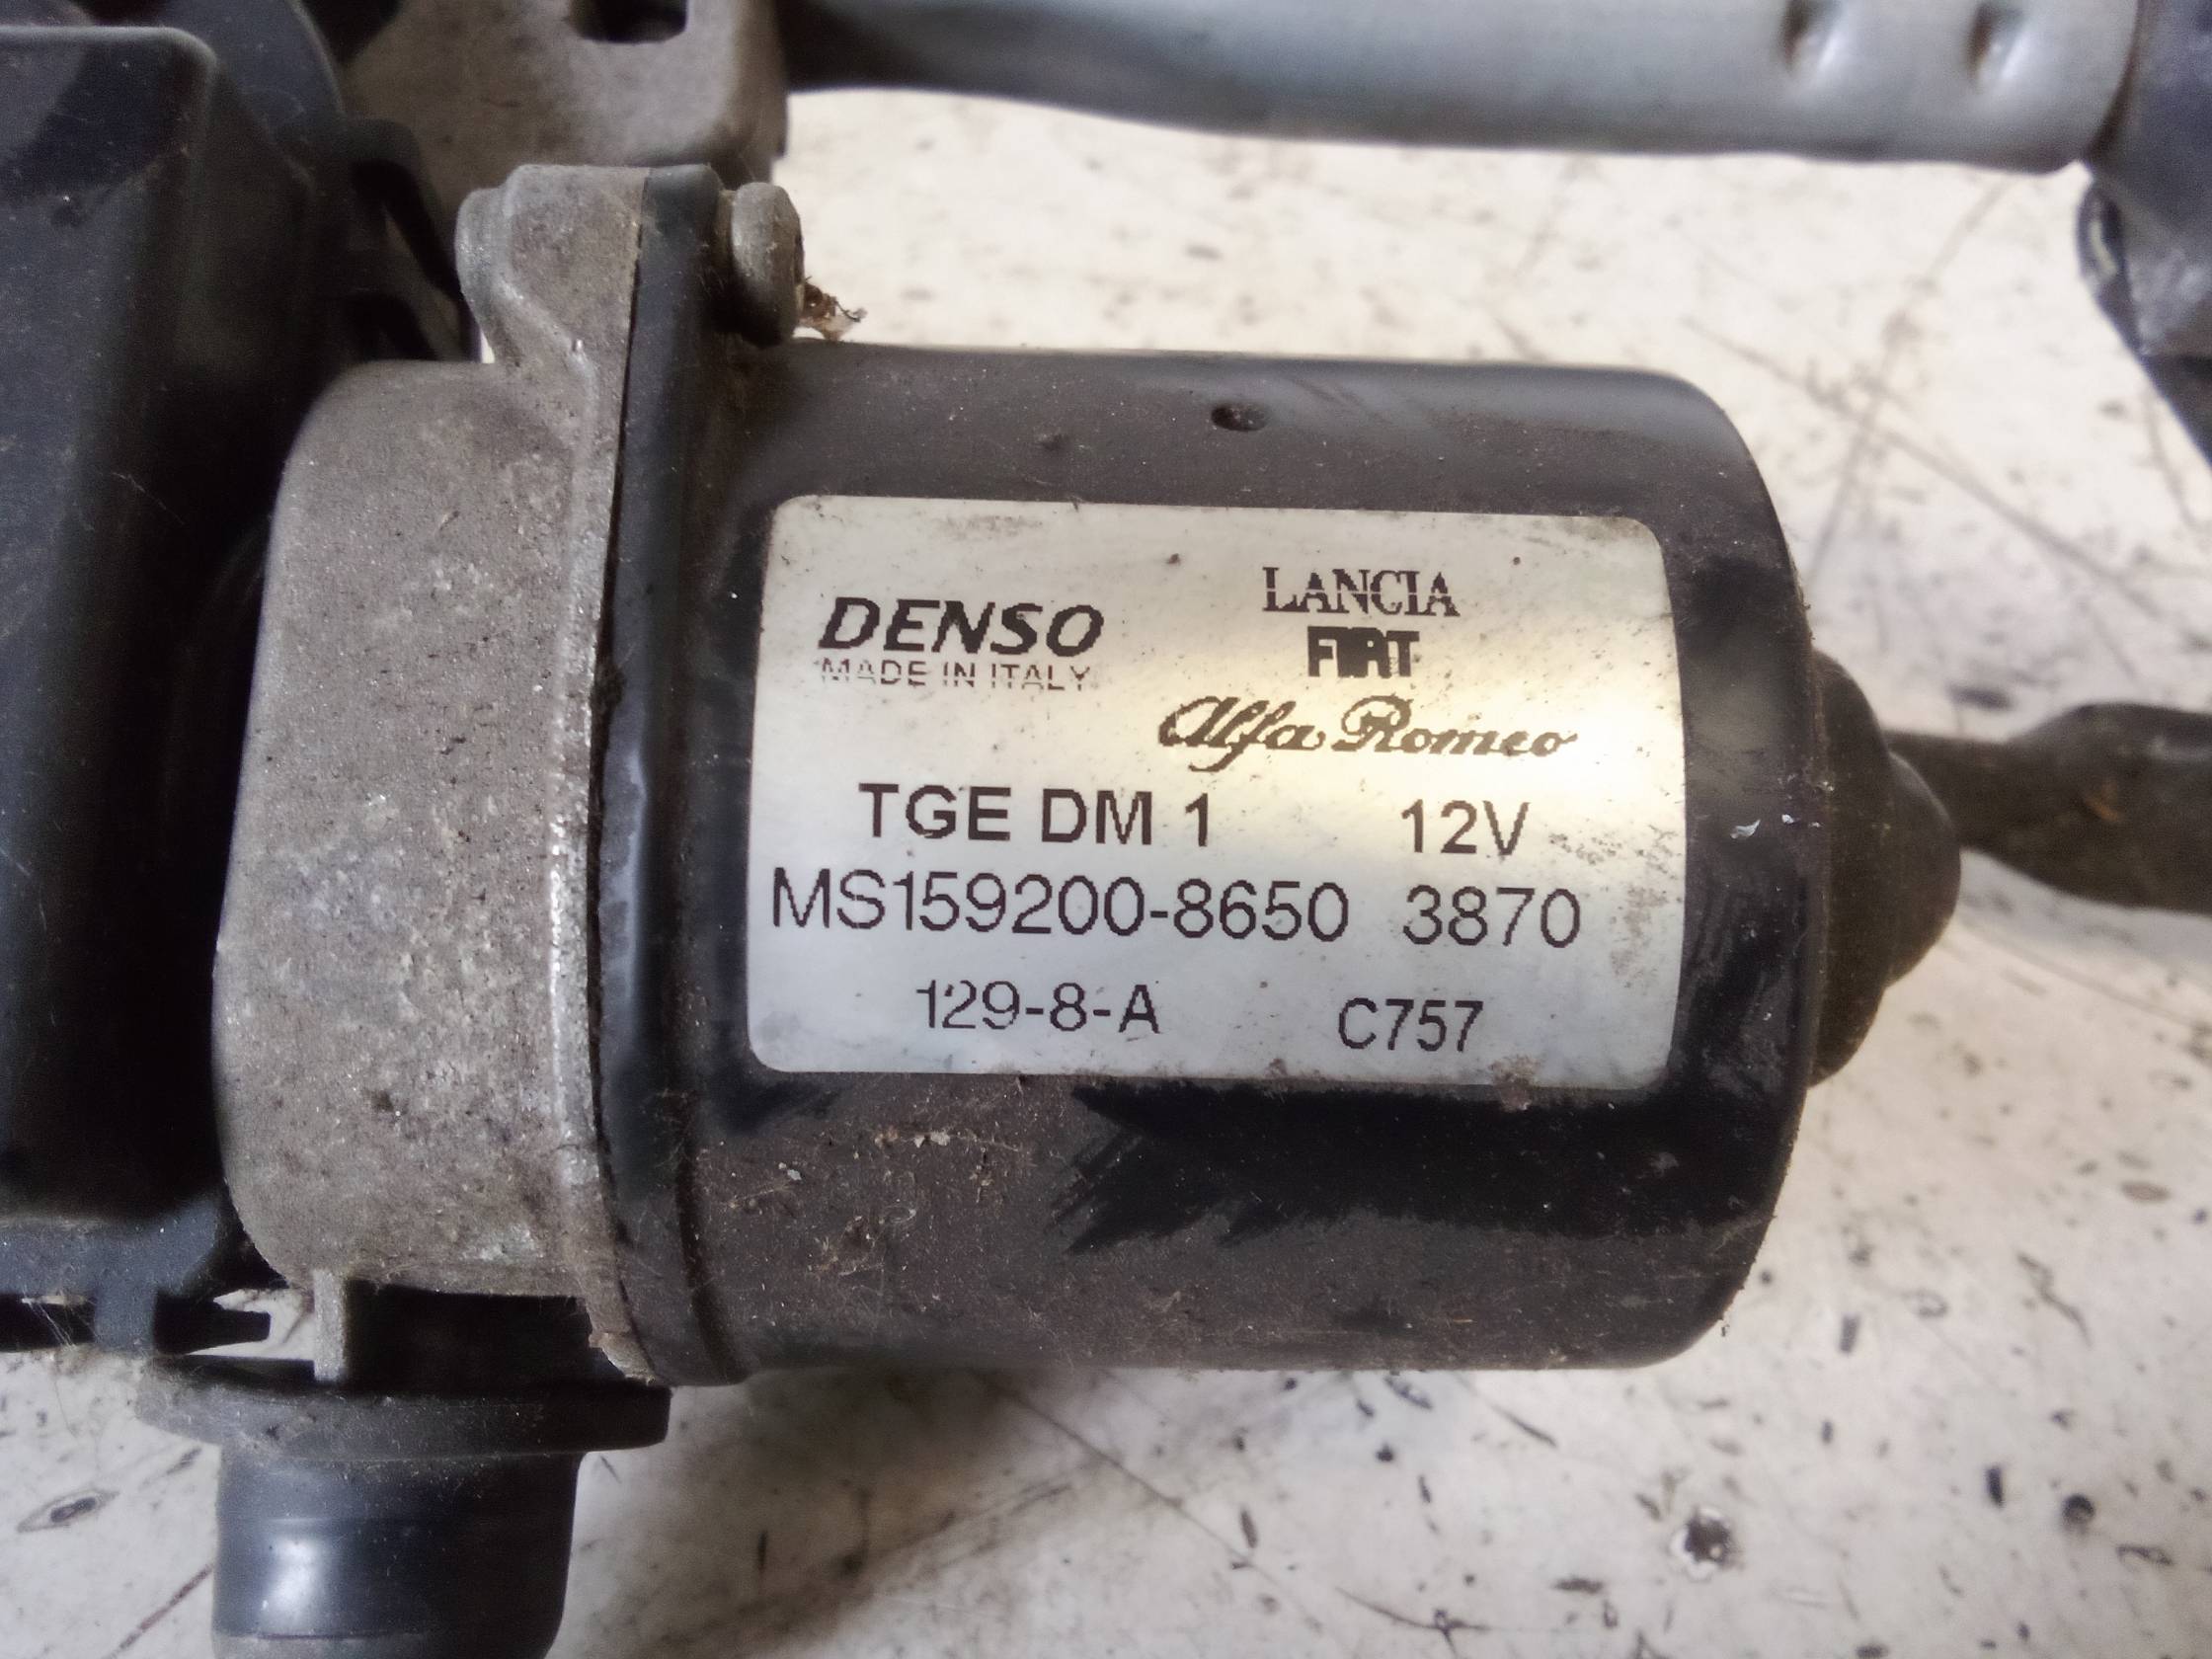 DENSO
MADE IN ITALY
LANCIA
FIAT
Alfa Romeo
TGE DM 1 12V
MS159200-8650 3870
129-8-A C757